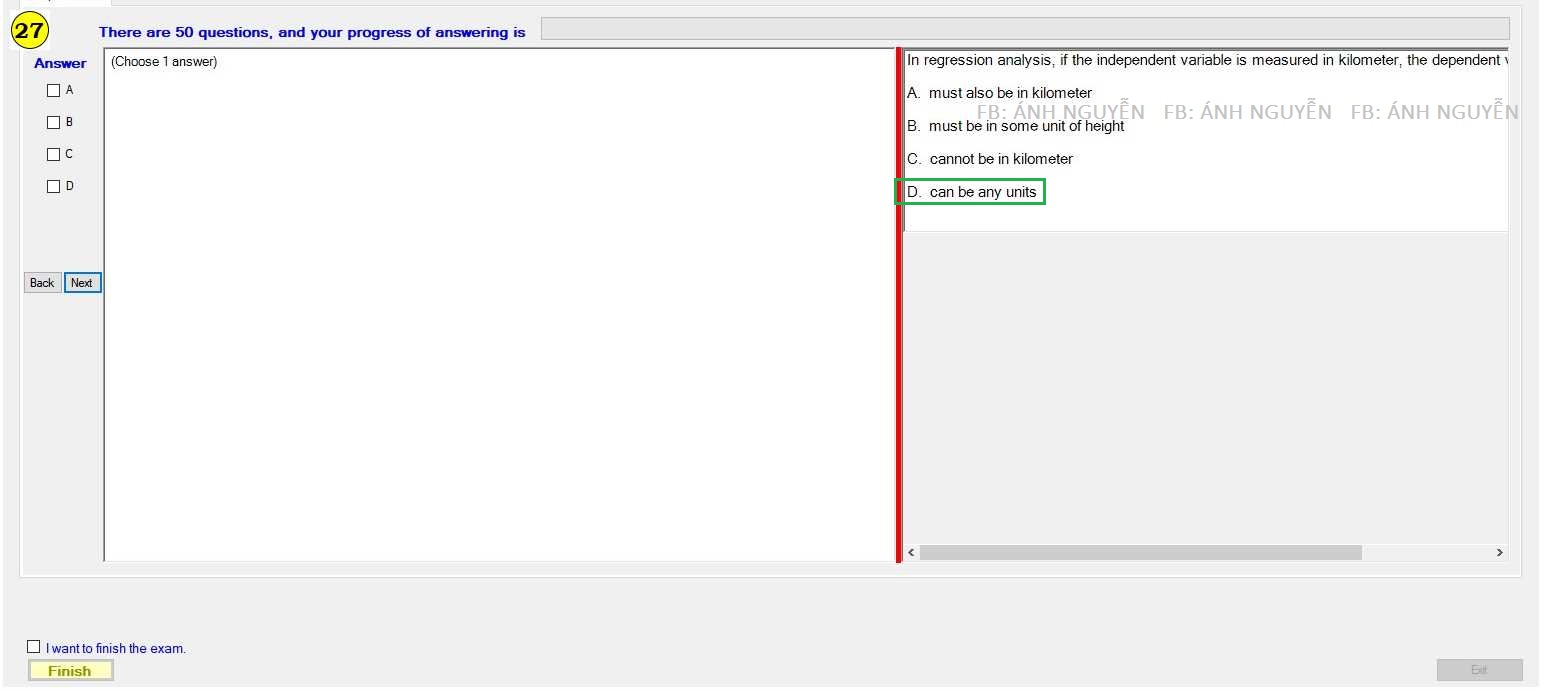 27
There are 50 questions, and your progress of answering is
Answer
(Choose 1 answer)
A
B
C
D
Back Next
In regression analysis, if the independent variable is measured in kilometer, the dependent
A. must also be in kilometer
FB: ÁNH NGUYỄN FB: ÁNH NGUYỄN FB: ÁNH NGUYỄN
B. must be in some unit of height
C. cannot be in kilometer
D. can be any units
I want to finish the exam.
Finish
Exit